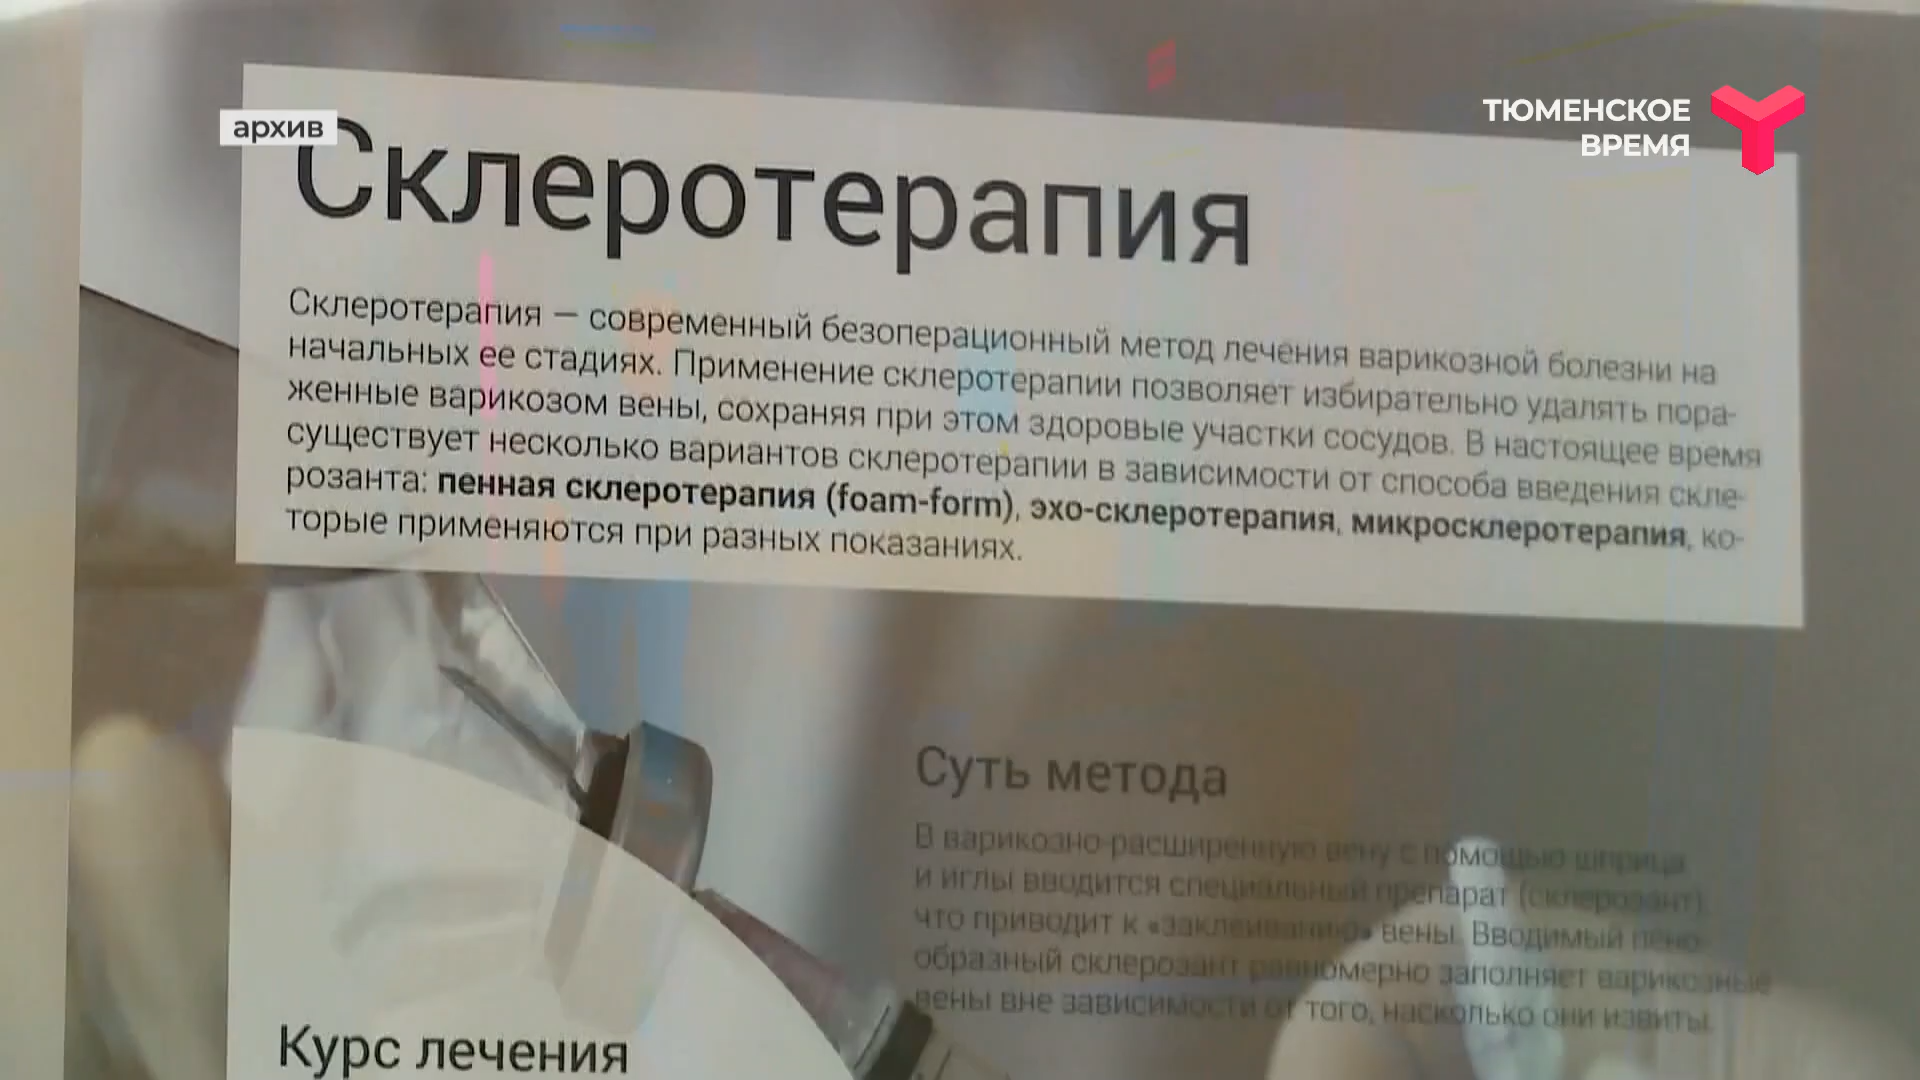 архив
ТЮМЕНСКОЕ
ВРЕМЯ
Склеротерапия
Склеротерапия — современный безоперационный метод лечения варикозной болезни на
начальных ее стадиях. Применение склеротерапии позволяет избирательно удалять пора-
женные варикозом вены, сохраняя при этом здоровые участки сосудов. В настоящее время
существует несколько вариантов склеротерапии в зависимости от способа введения скле-
розанта: пенная склеротерапия (foam-form), эхо-склеротерапия, микросклеротерапия, ко-
торые применяются при разных показаниях.
Суть метода
В варикозно-расширенную вену с помощью шприца
и иглы вводится специальный препарат (склерозант),
что приводит к «заклеиванию» вены. Вводимый пено-
образный склерозант равномерно заполняет варикозные
вены вне зависимости от того, насколько они извиты.
Курс лечения